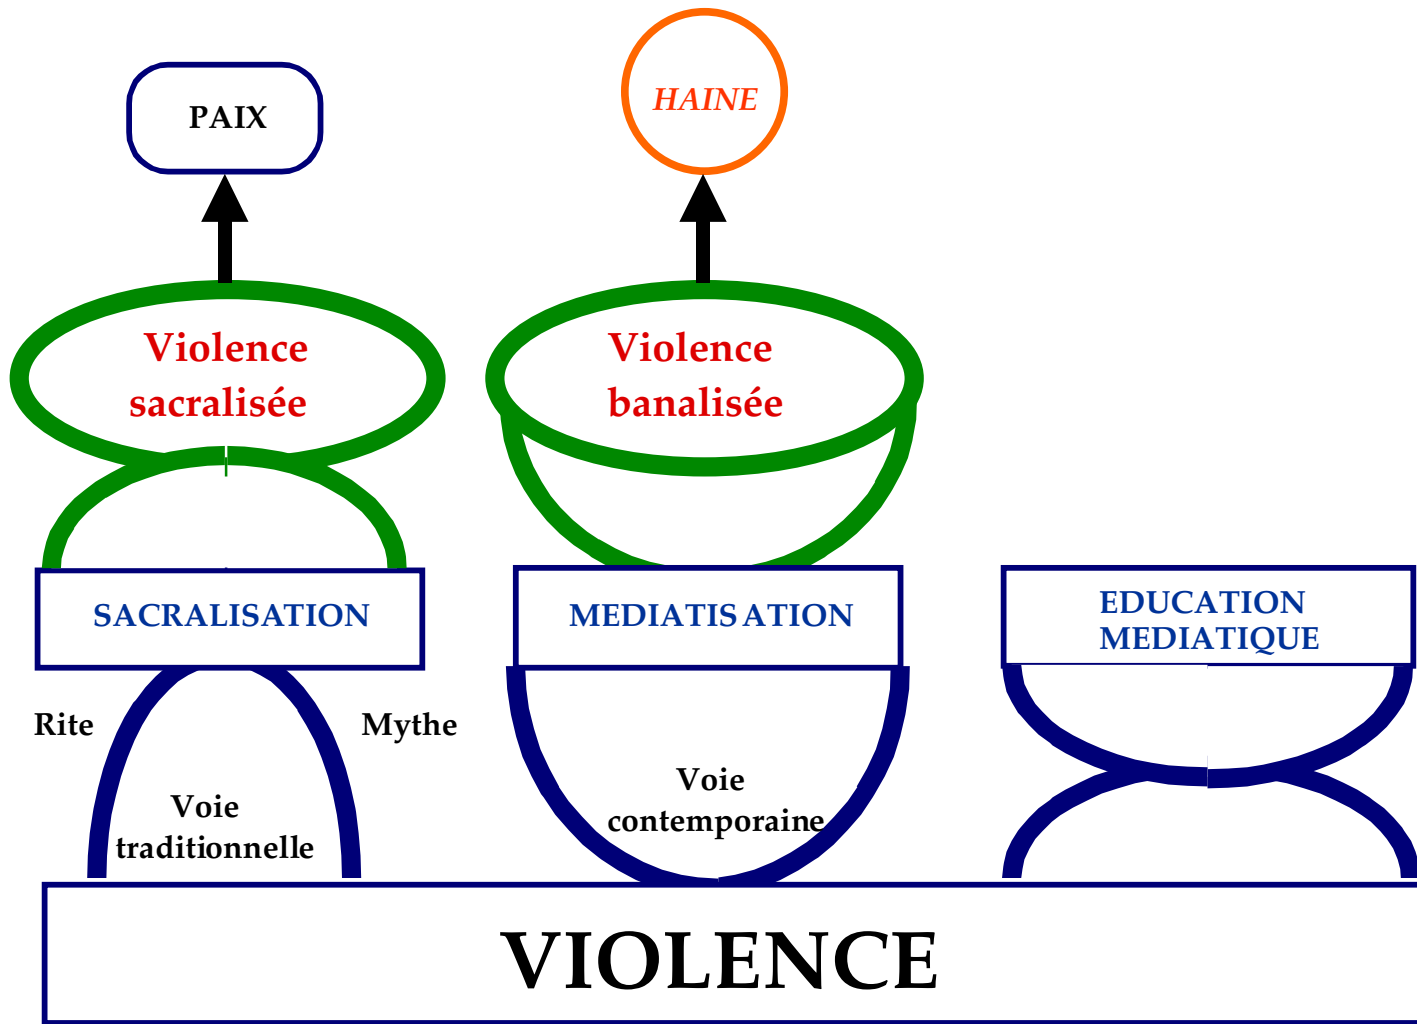 PAIX
HAINE
Violence
sacralisée
Violence
banalisée
SACRALISATION
MEDIATISATION
EDUCATION
MEDIATIQUE
Rite
Mythe
Voie
traditionnelle
Voie
contemporaine
VIOLENCE